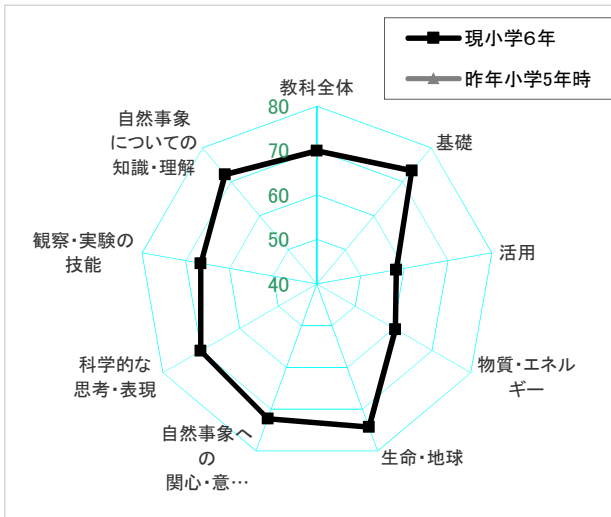 現小学6年
昨年小学5年時
教科全体
基礎
活用
物質・エネル
ギー
生命・地球
自然事象へ
の
関心・意…
科学的な
思考・表現
観察・実験の
技能
自然事象
についての
知識・理解
80
70
60
50
40